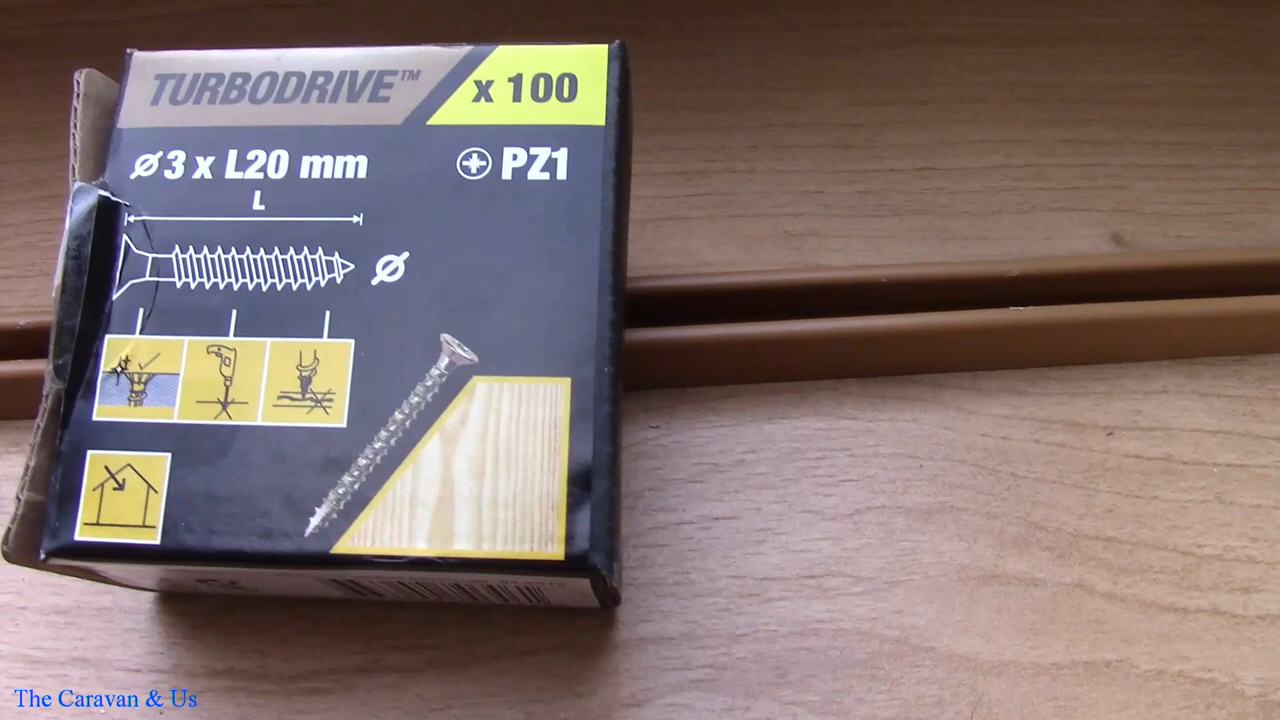 TURBODRIVE™
x 100
⌀ 3 x L20 mm
PZ1
L
⌀
The Caravan & Us